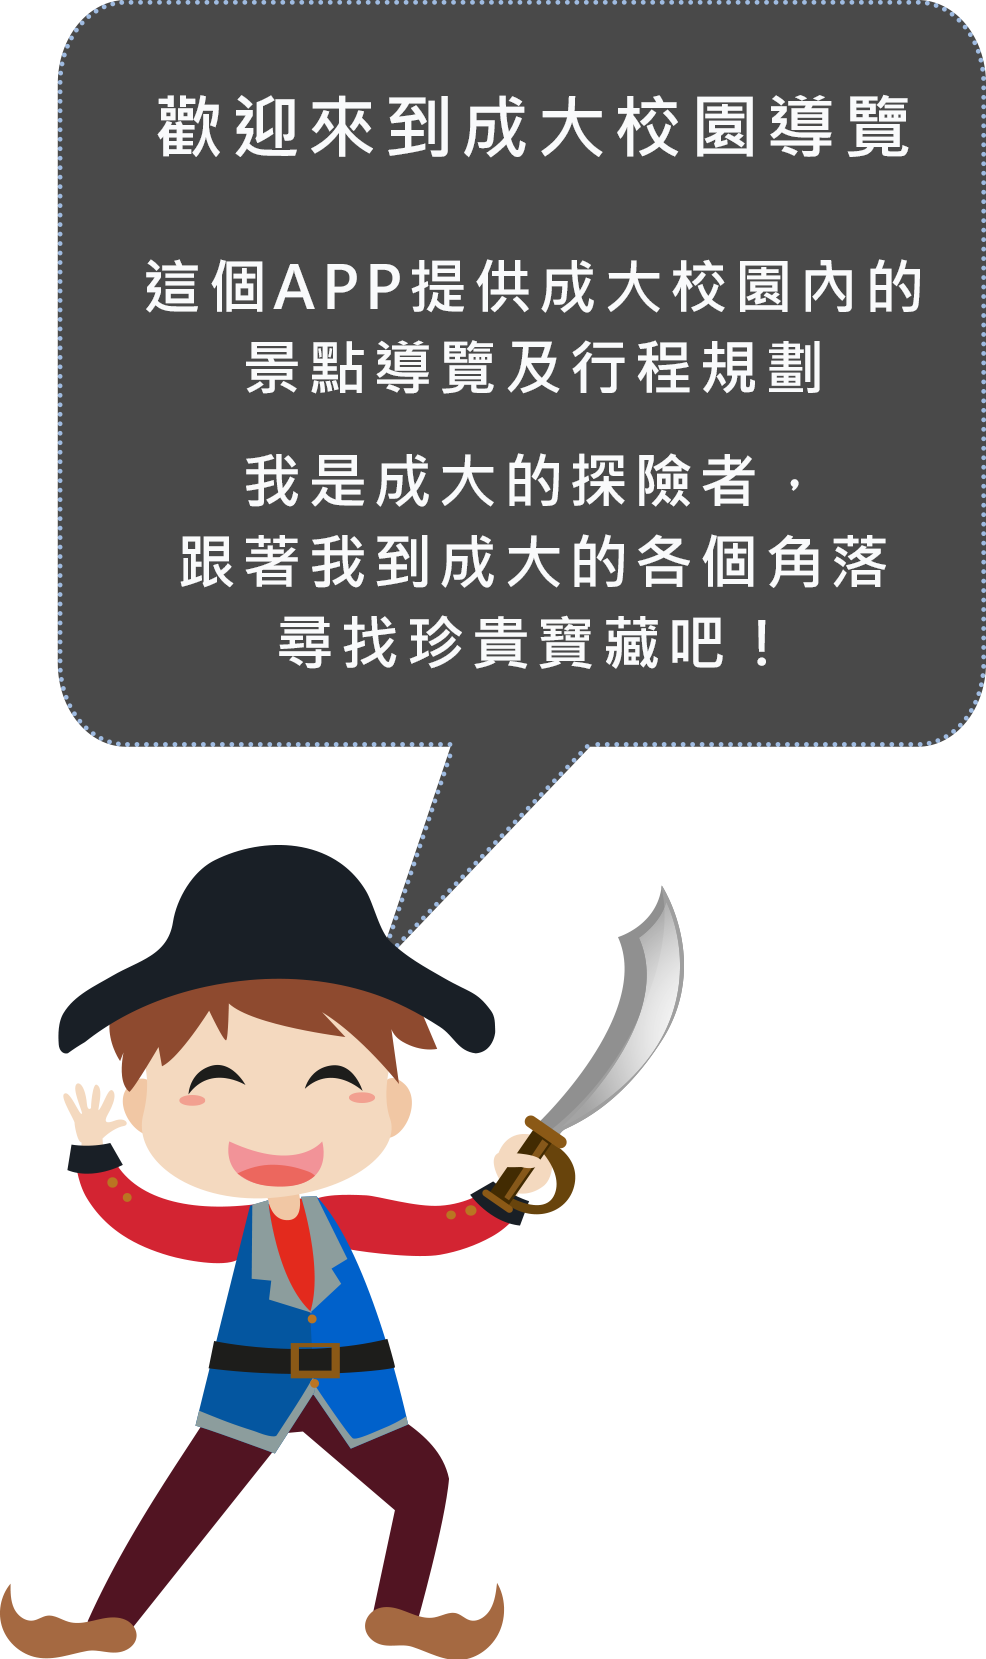 歡迎來到成大校園導覽
這個APP提供成大校園內的
景點導覽及行程規劃
我是成大的探險者，
跟著我到成大的各個角落
尋找珍貴寶藏吧！